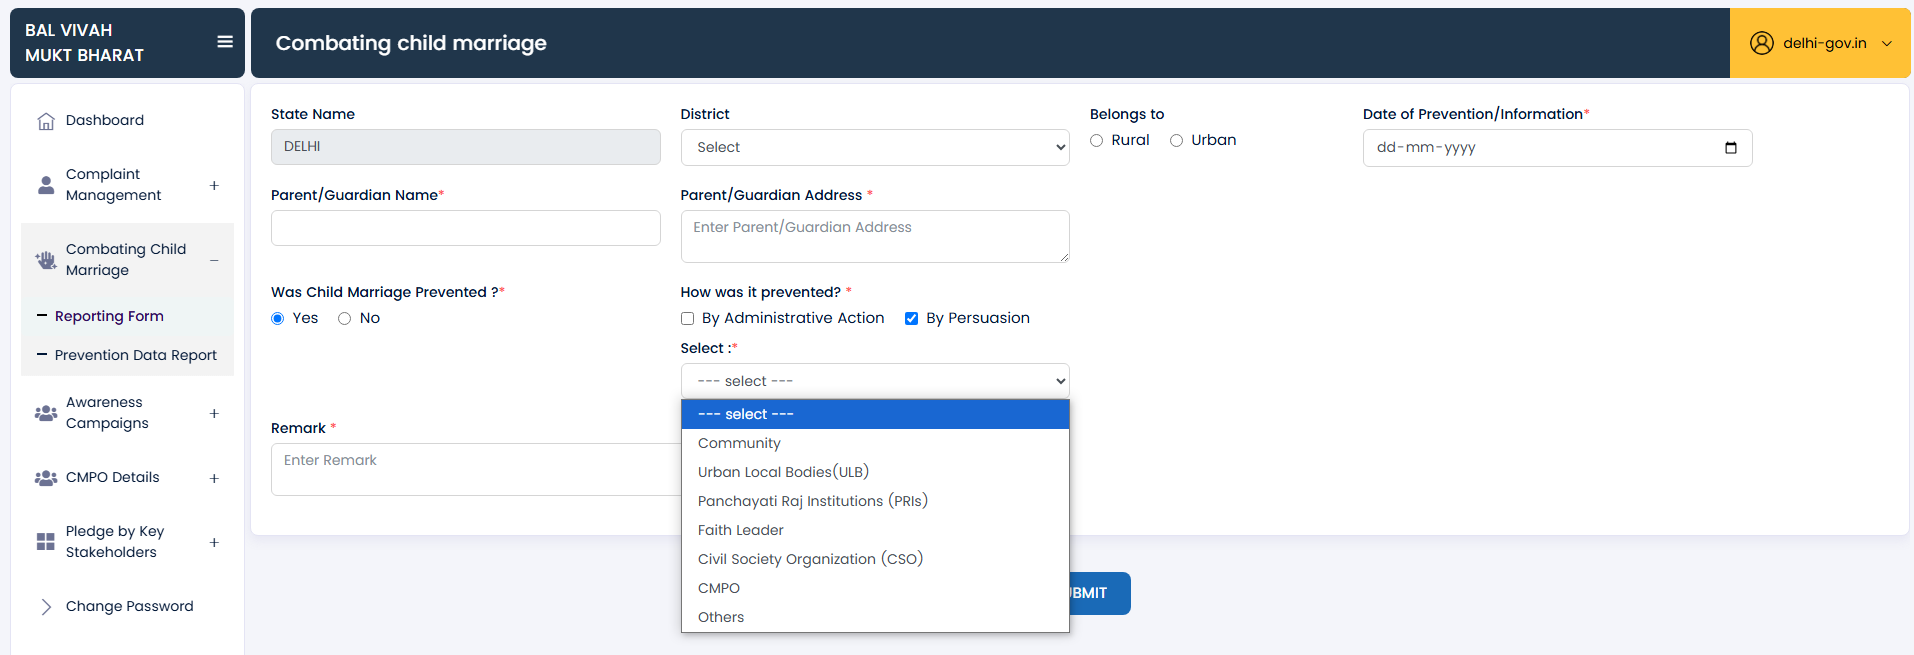 BAL VIVAH
MUKT BHARAT
Combating child marriage
delhi-gov.in
Dashboard
Complaint
Management
+
Combating Child
Marriage
−
Reporting Form
Prevention Data Report
Awareness
Campaigns
+
CMPO Details
+
Pledge by Key
Stakeholders
+
Change Password
State Name
DELHI
District
Select
Belongs to
Rural
Urban
Date of Prevention/Information*
dd-mm-yyyy
Parent/Guardian Name*
Parent/Guardian Address *
Enter Parent/Guardian Address
Was Child Marriage Prevented ?*
Yes
No
How was it prevented? *
By Administrative Action
By Persuasion
Select :*
--- select ---
--- select ---
Community
Urban Local Bodies(ULB)
Panchayati Raj Institutions (PRIs)
Faith Leader
Civil Society Organization (CSO)
CMPO
Others
Remark *
Enter Remark